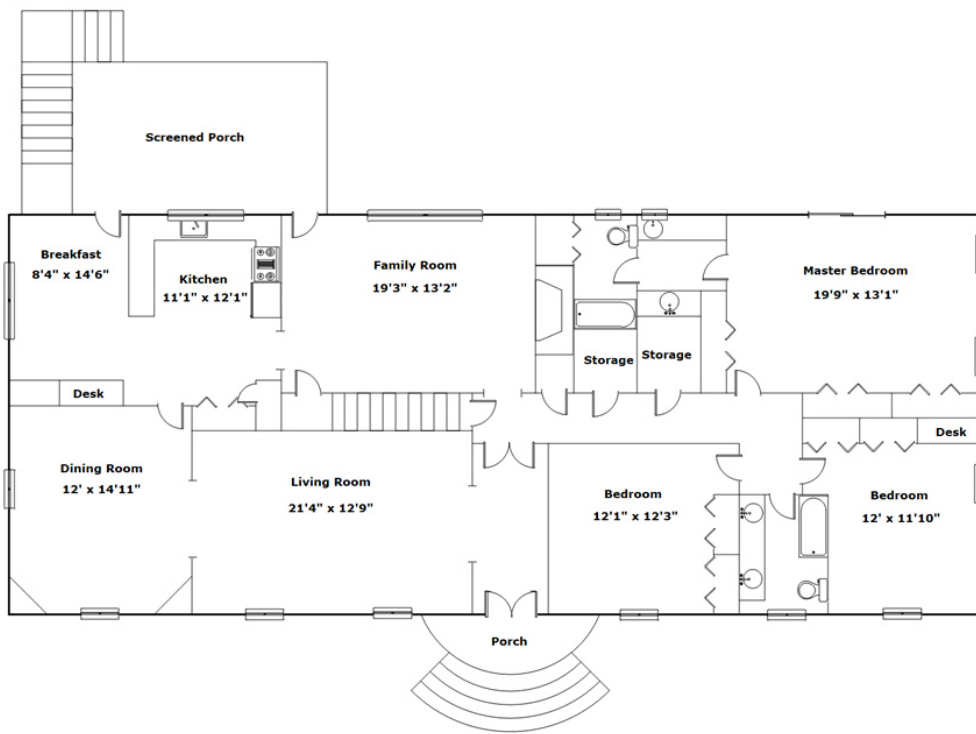 Screened Porch
Breakfast
8'4" x 14'6"
Kitchen
11'1" x 12'1"
Family Room
19'3" x 13'2"
Master Bedroom
19'9" x 13'1"
Storage
Storage
Desk
Desk
Dining Room
12' x 14'11"
Living Room
21'4" x 12'9"
Bedroom
12'1" x 12'3"
Bedroom
12' x 11'10"
Porch